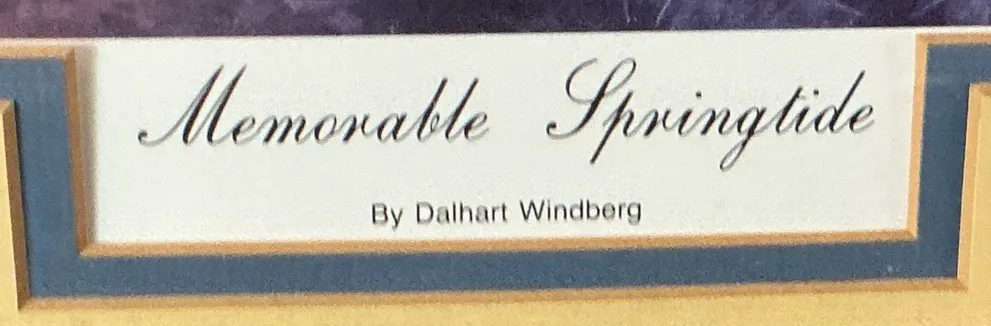 Memorable Springtide
By Dalhart Windberg